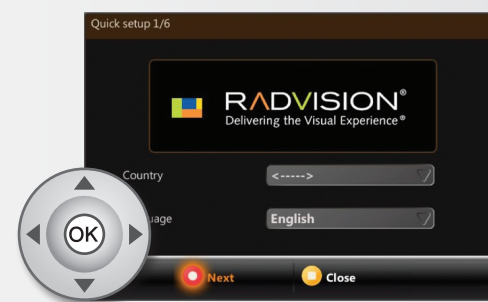 Quick setup 1/6
RADVISION®
Delivering the Visual Experience®
Country <----->
uage English
OK
Next Close